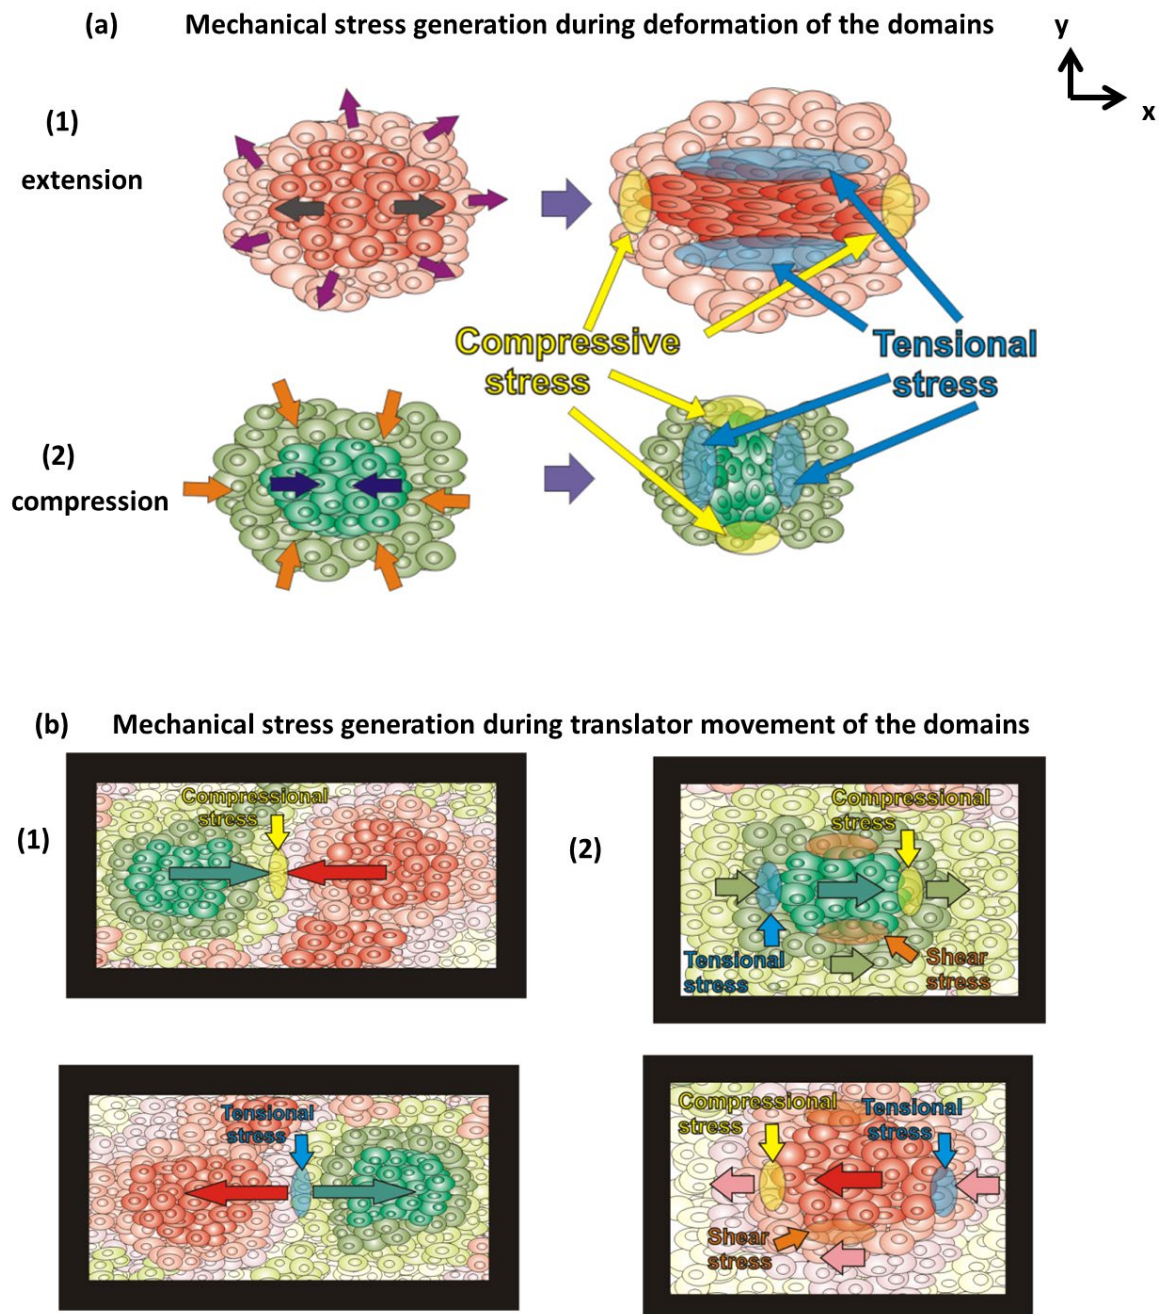 (a) Mechanical stress generation during deformation of the domains
y
x
(1)
extension
Compressive
stress
Tensional
stress
(2)
compression
(b) Mechanical stress generation during translator movement of the domains
(1)
Compressional
stress
(2)
Compressional
stress
Tensional
stress
Shear
stress
Tensional
stress
Compressional
stress
Tensional
stress
Shear
stress